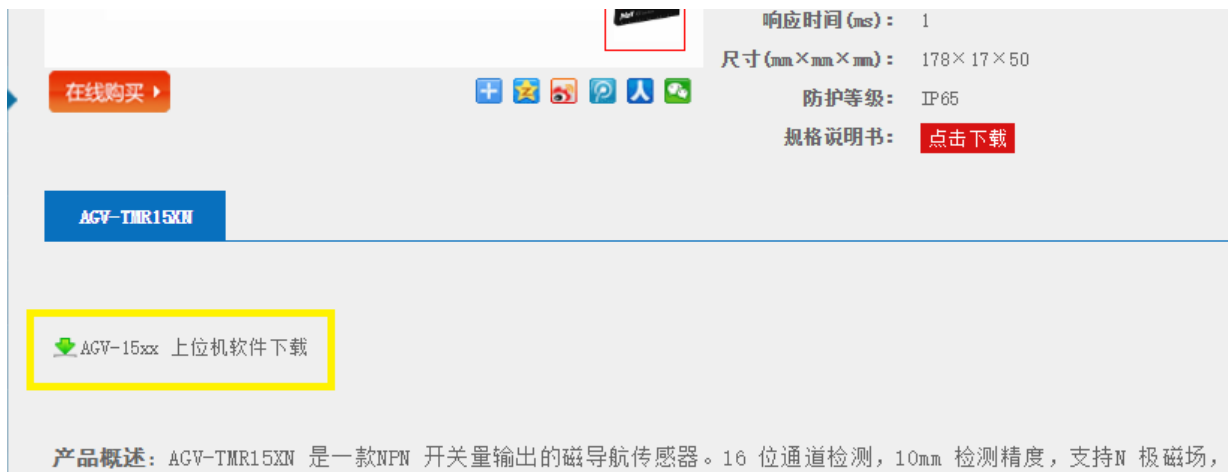 响应时间(ms): 1
尺寸(mm×mm×mm): 178×17×50
在线购买
防护等级: IP65
规格说明书: 点击下载
AGV-TMR15XN
AGV-15xx 上位机软件下载
产品概述: AGV-TMR15XN 是一款NPN 开关量输出的磁导航传感器。16 位通道检测, 10mm 检测精度, 支持N 极磁场,